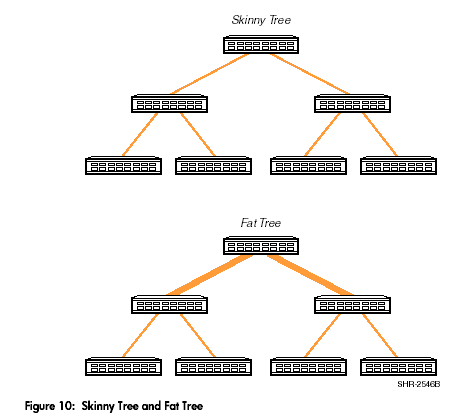 Skinny Tree
Fat Tree
SHR-2546B
Figure 10: Skinny Tree and Fat Tree